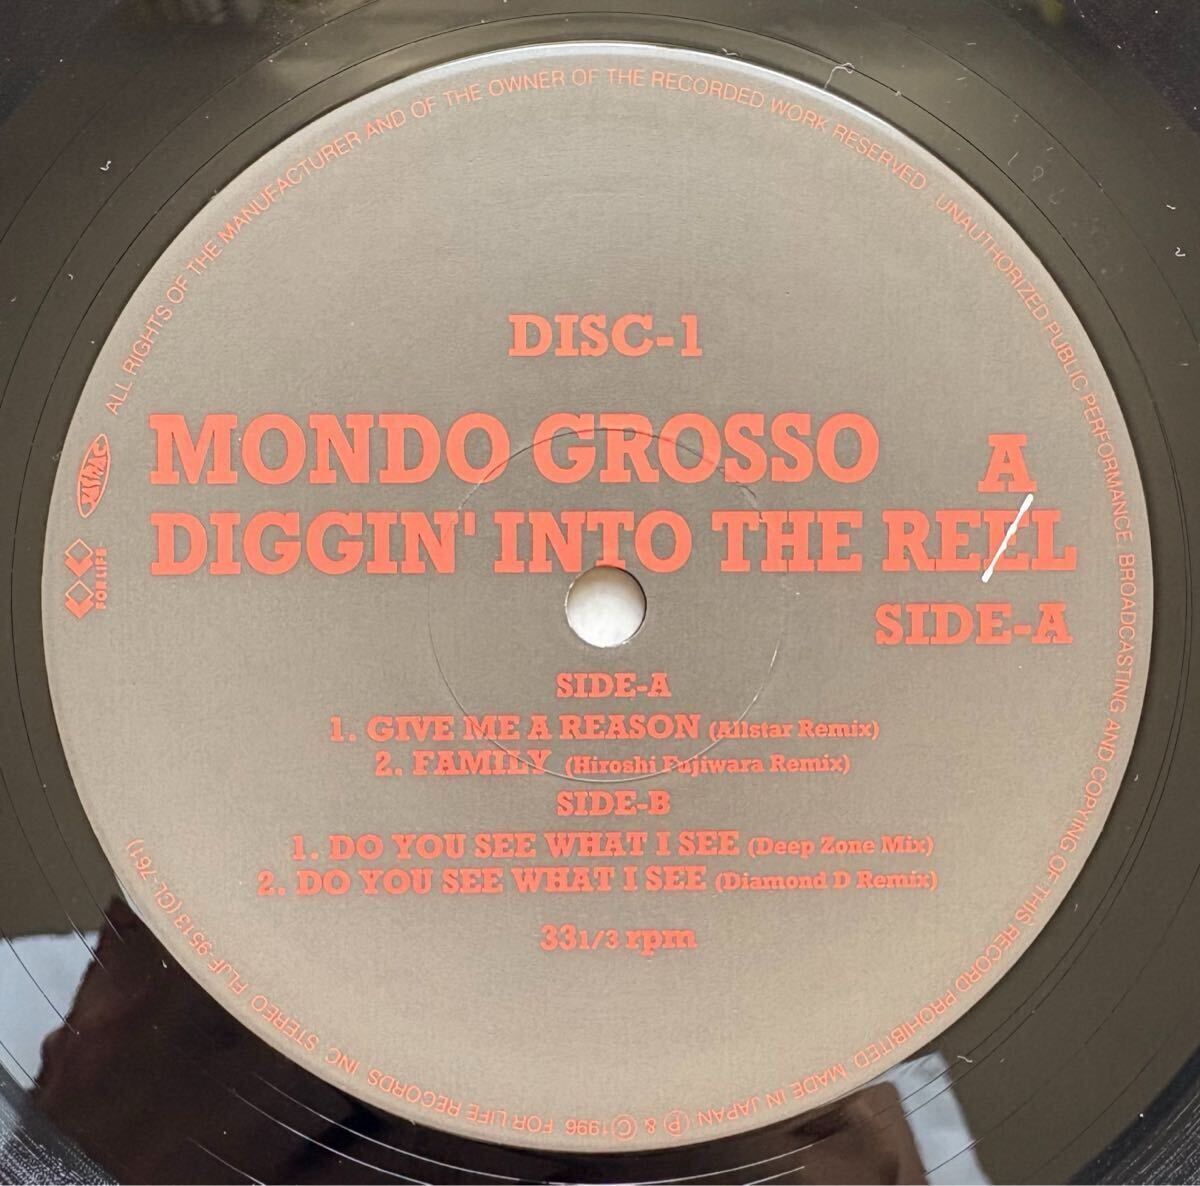 ALL RIGHTS OF THE MANUFACTURER AND OF THE OWNER OF THE RECORDED WORK RESERVED. UNAUTHORIZED PUBLIC PERFORMANCE BROADCASTING AND COPYING OF THIS RECORD PROHIBITED. MADE IN JAPAN Ⓟ & Ⓒ 1996 FOR LIFE RECORDS INC. STEREO FLJF-9513 (CL-761)
DISC-1
MONDO GROSSO
A
DIGGIN' INTO THE REEL
FOR LIFE
SIDE-A
SIDE-A
1. GIVE ME A REASON (Allstar Remix)
2. FAMILY (Hiroshi Fujiwara Remix)
SIDE-B
1. DO YOU SEE WHAT I SEE (Deep Zone Mix)
2. DO YOU SEE WHAT I SEE (Diamond D Remix)
33 1/3 rpm